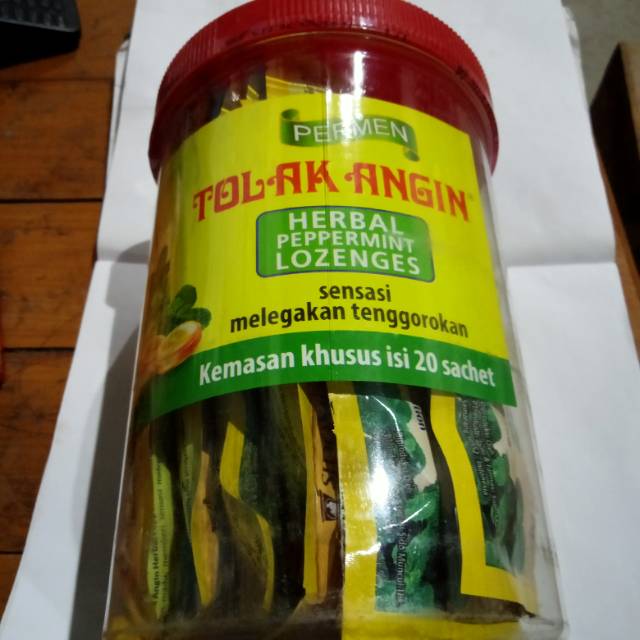 PERMEN
TOLAK ANGIN
HERBAL
PEPPERMINT
LOZENGES
sensasi
melegakan tenggorokan
Kemasan khusus isi 20 sachet